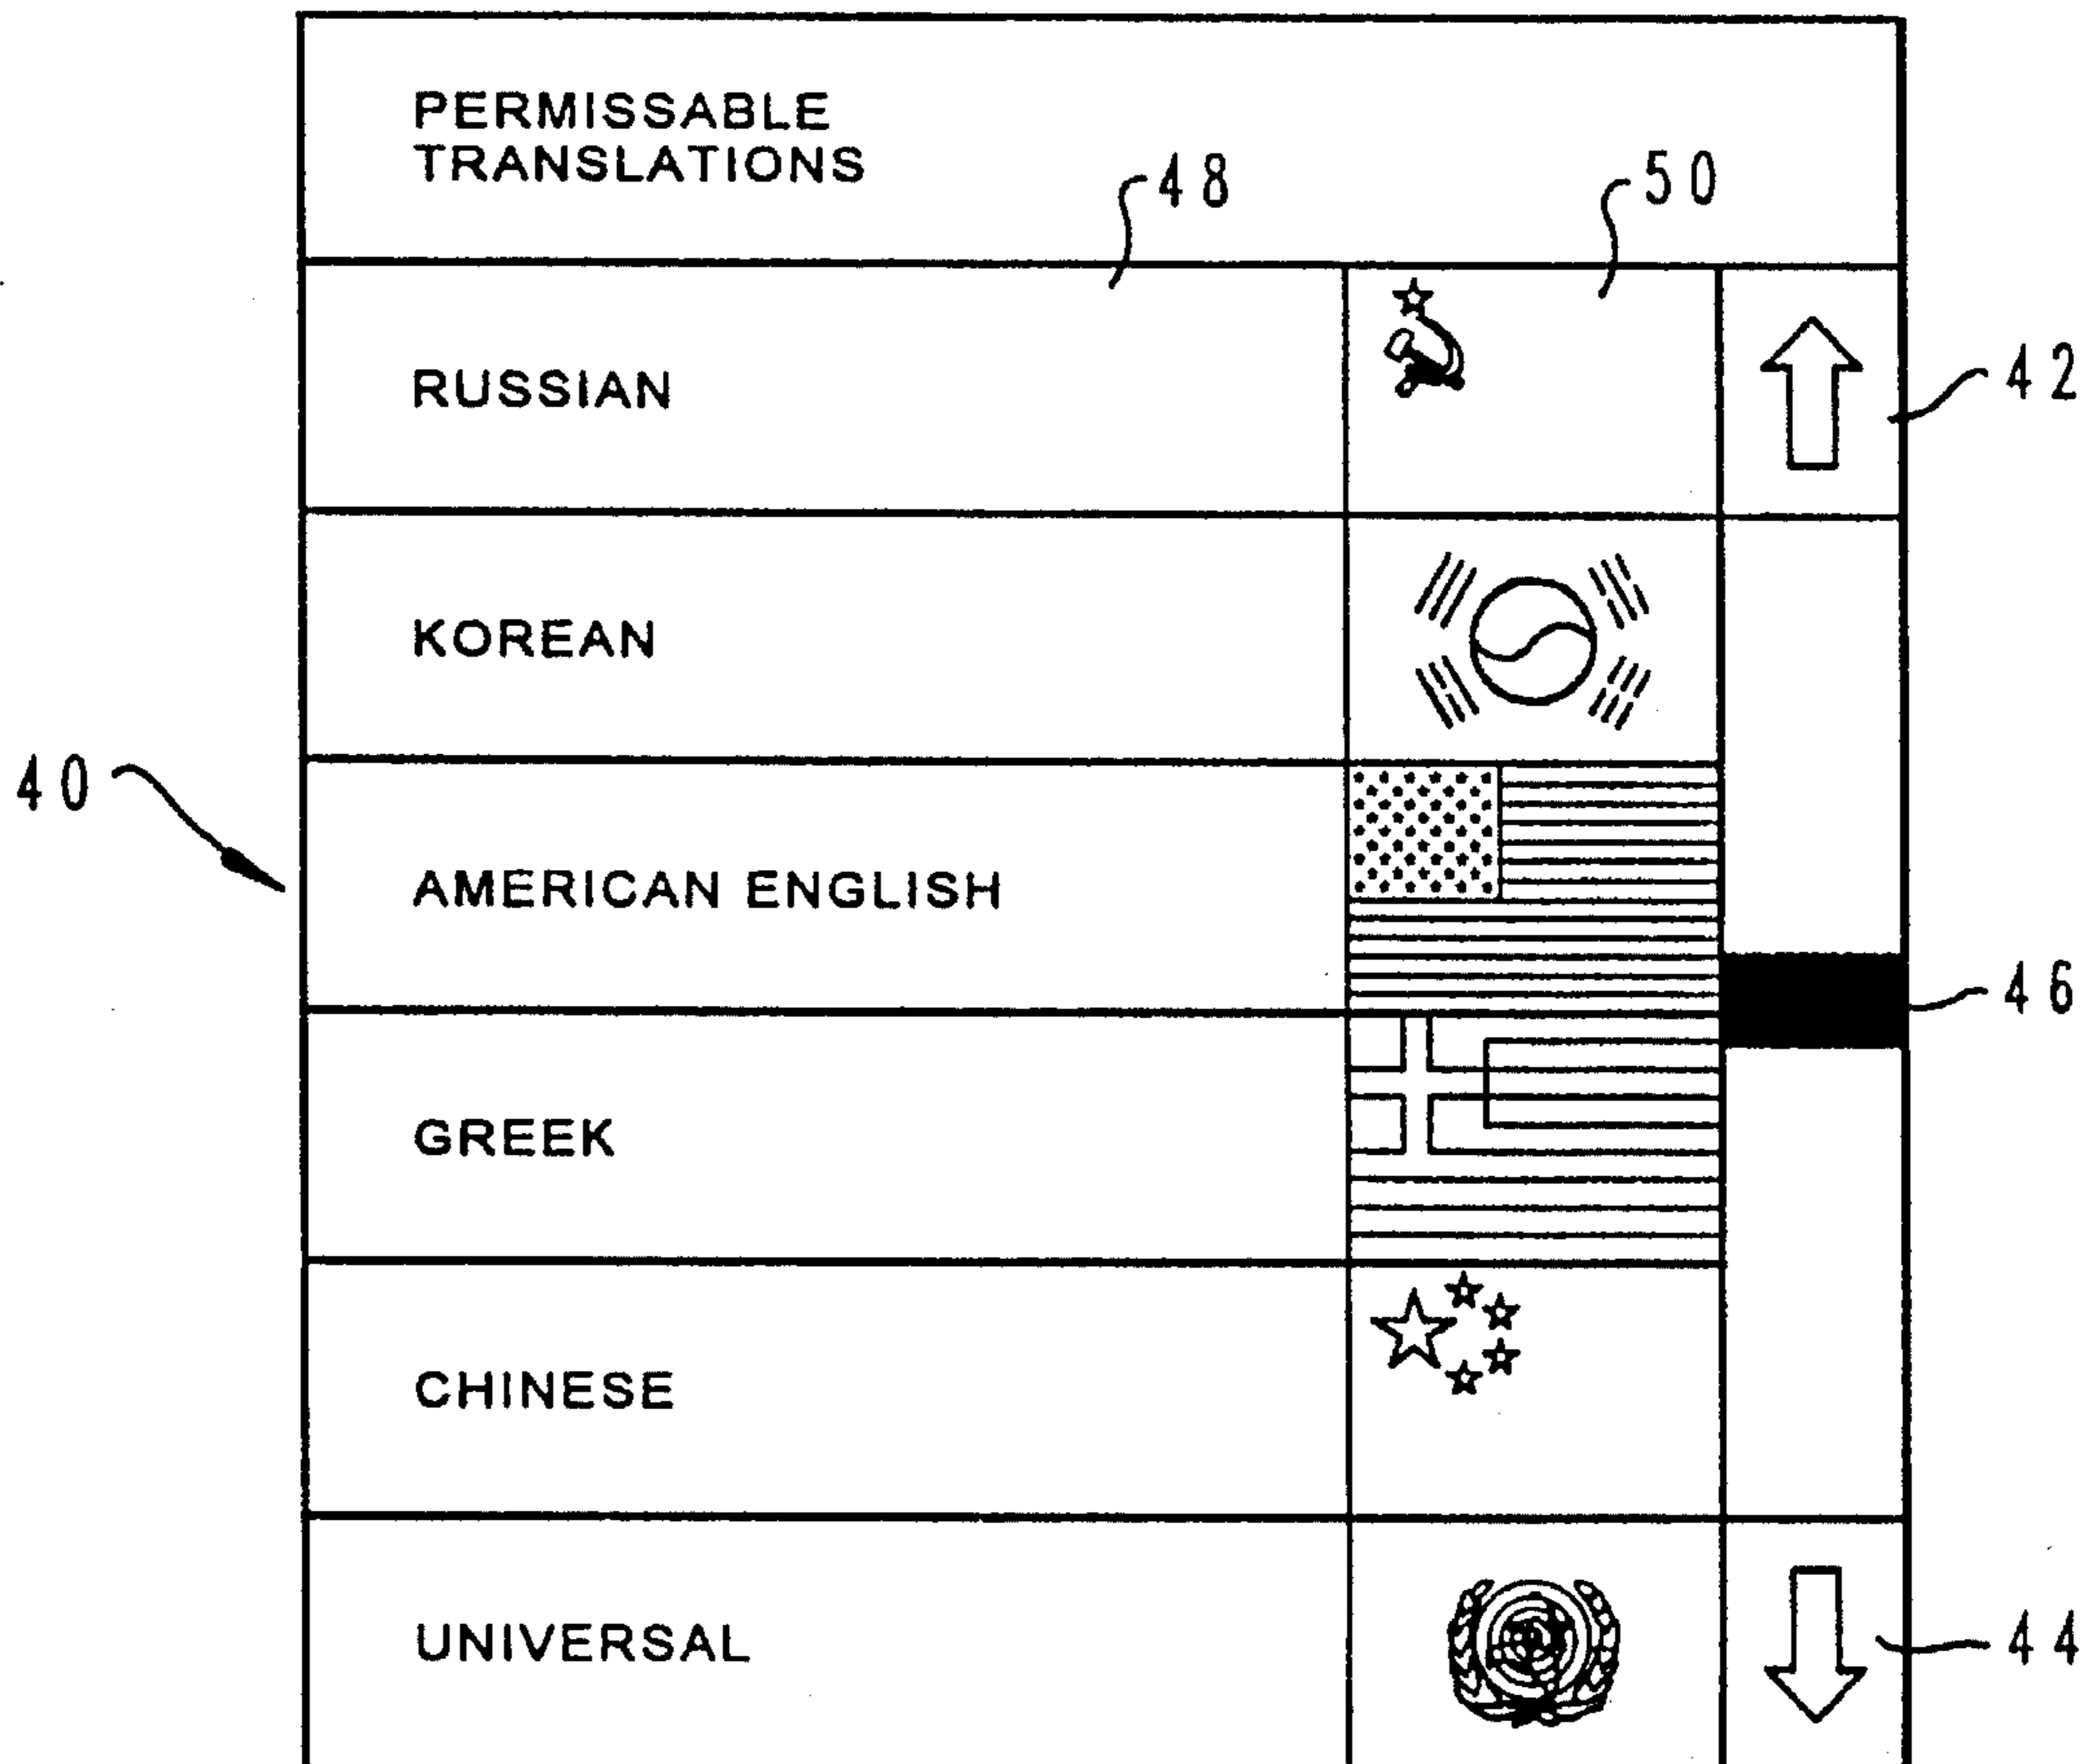 PERMISSABLE
TRANSLATIONS
48
50
RUSSIAN
42
KOREAN
40
AMERICAN ENGLISH
46
GREEK
CHINESE
UNIVERSAL
44